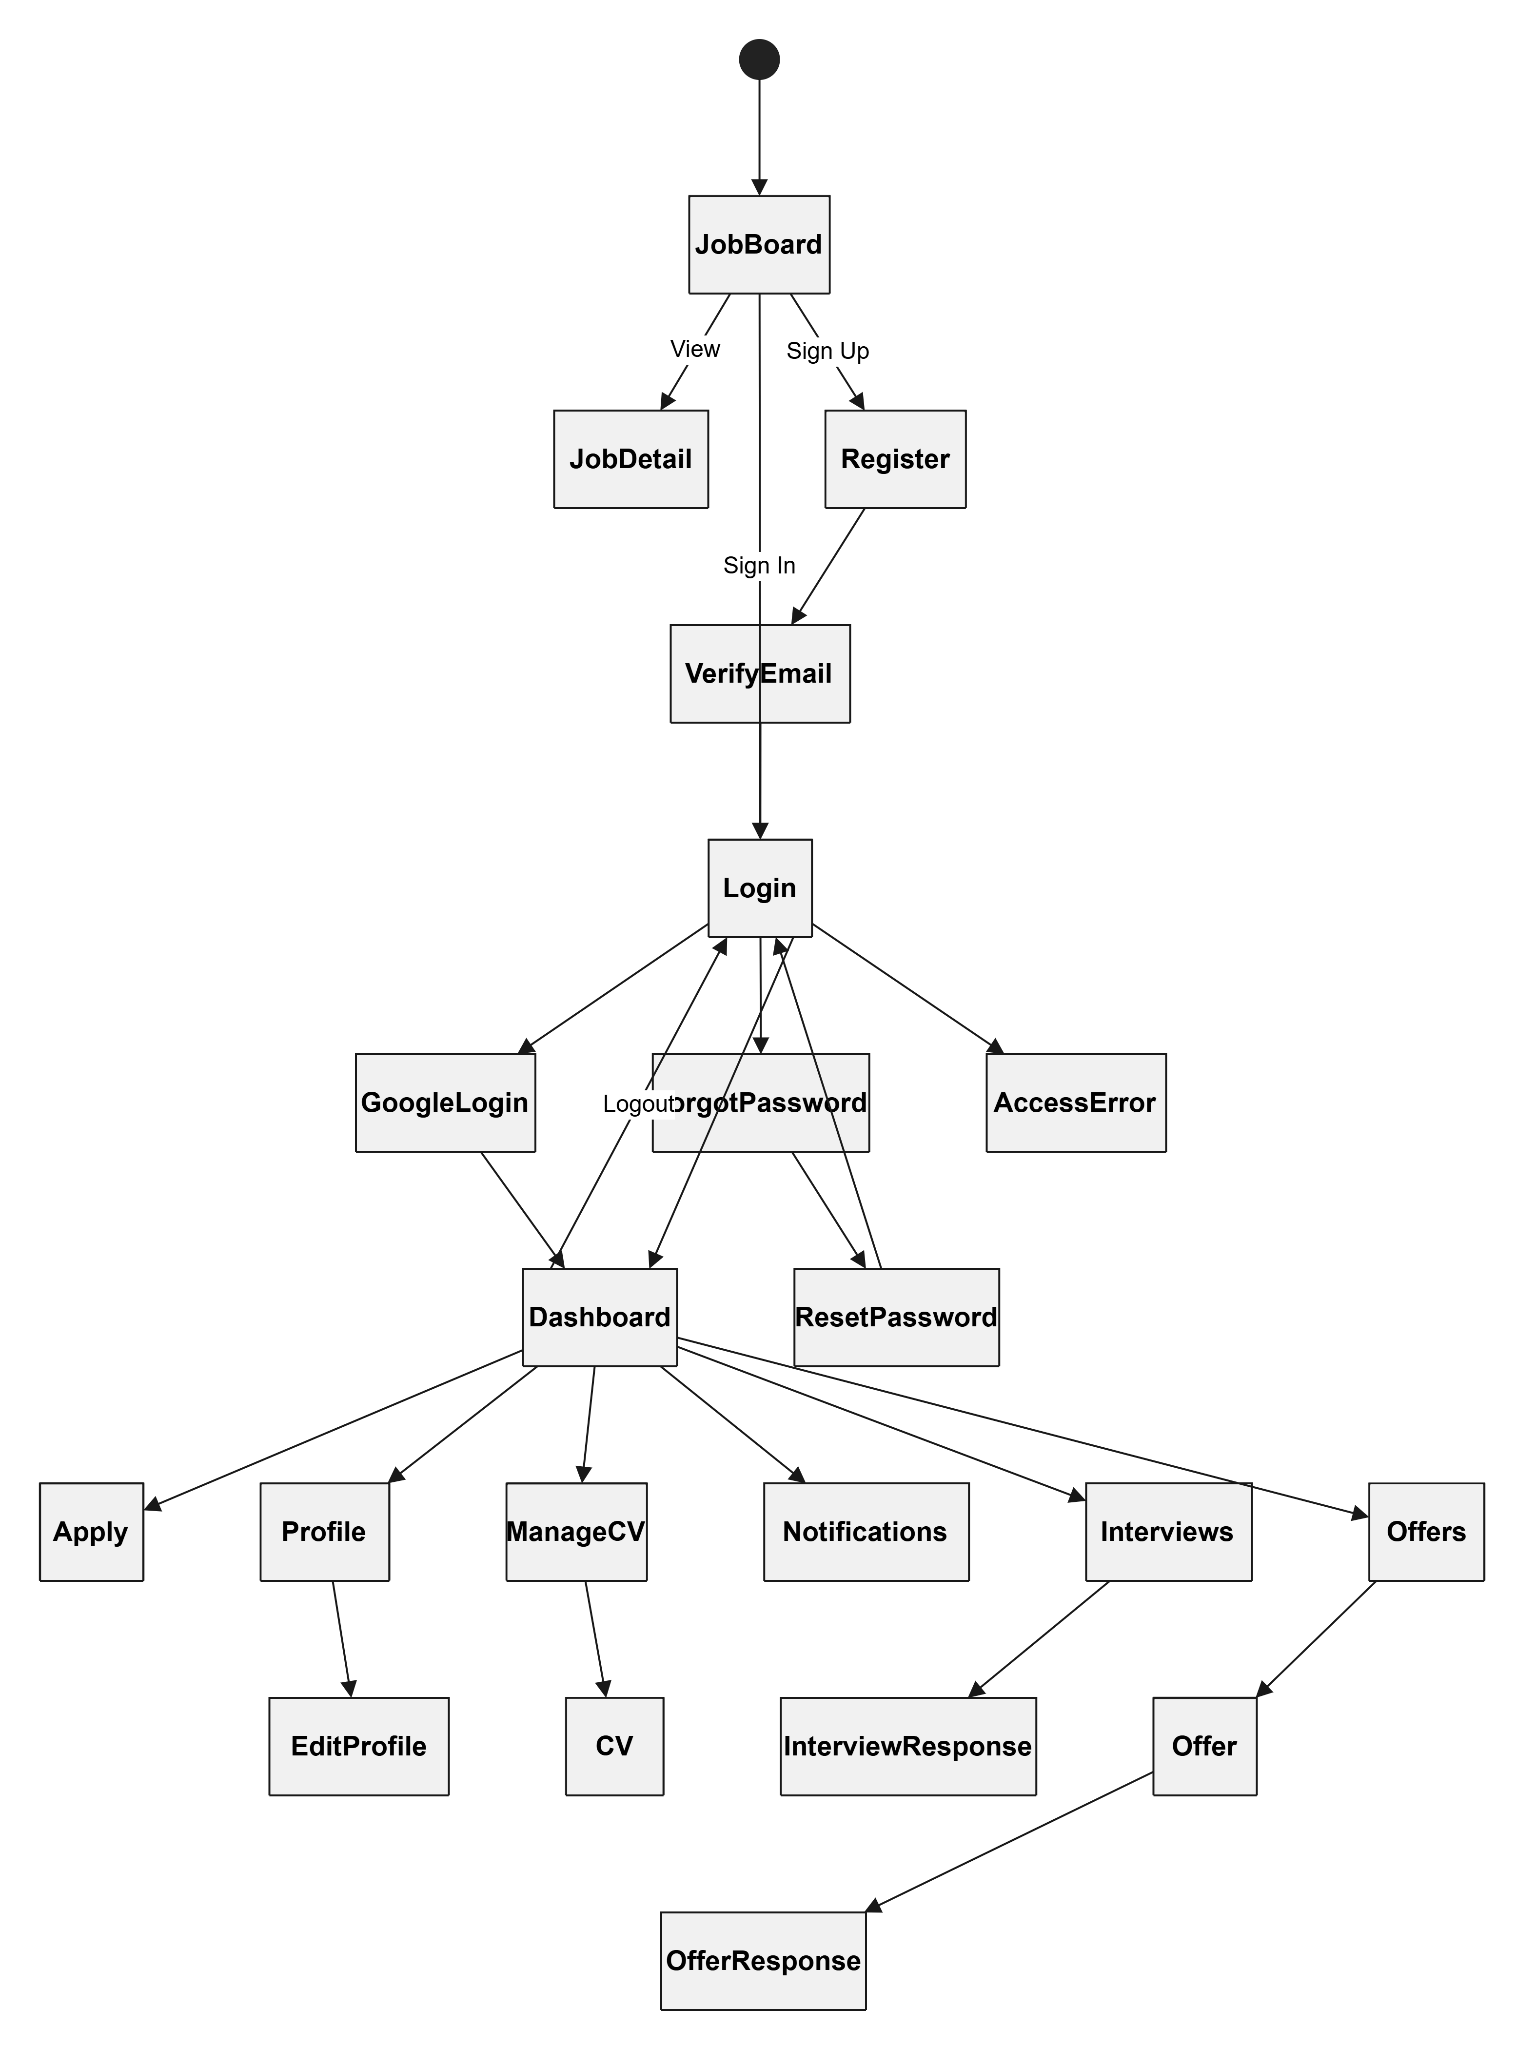 JobBoard
View
Sign Up
JobDetail
Register
Sign In
VerifyEmail
Login
GoogleLogin
Logout
orgotPassword
AccessError
Dashboard
ResetPassword
Apply
Profile
ManageCV
Notifications
Interviews
Offers
EditProfile
CV
InterviewResponse
Offer
OfferResponse